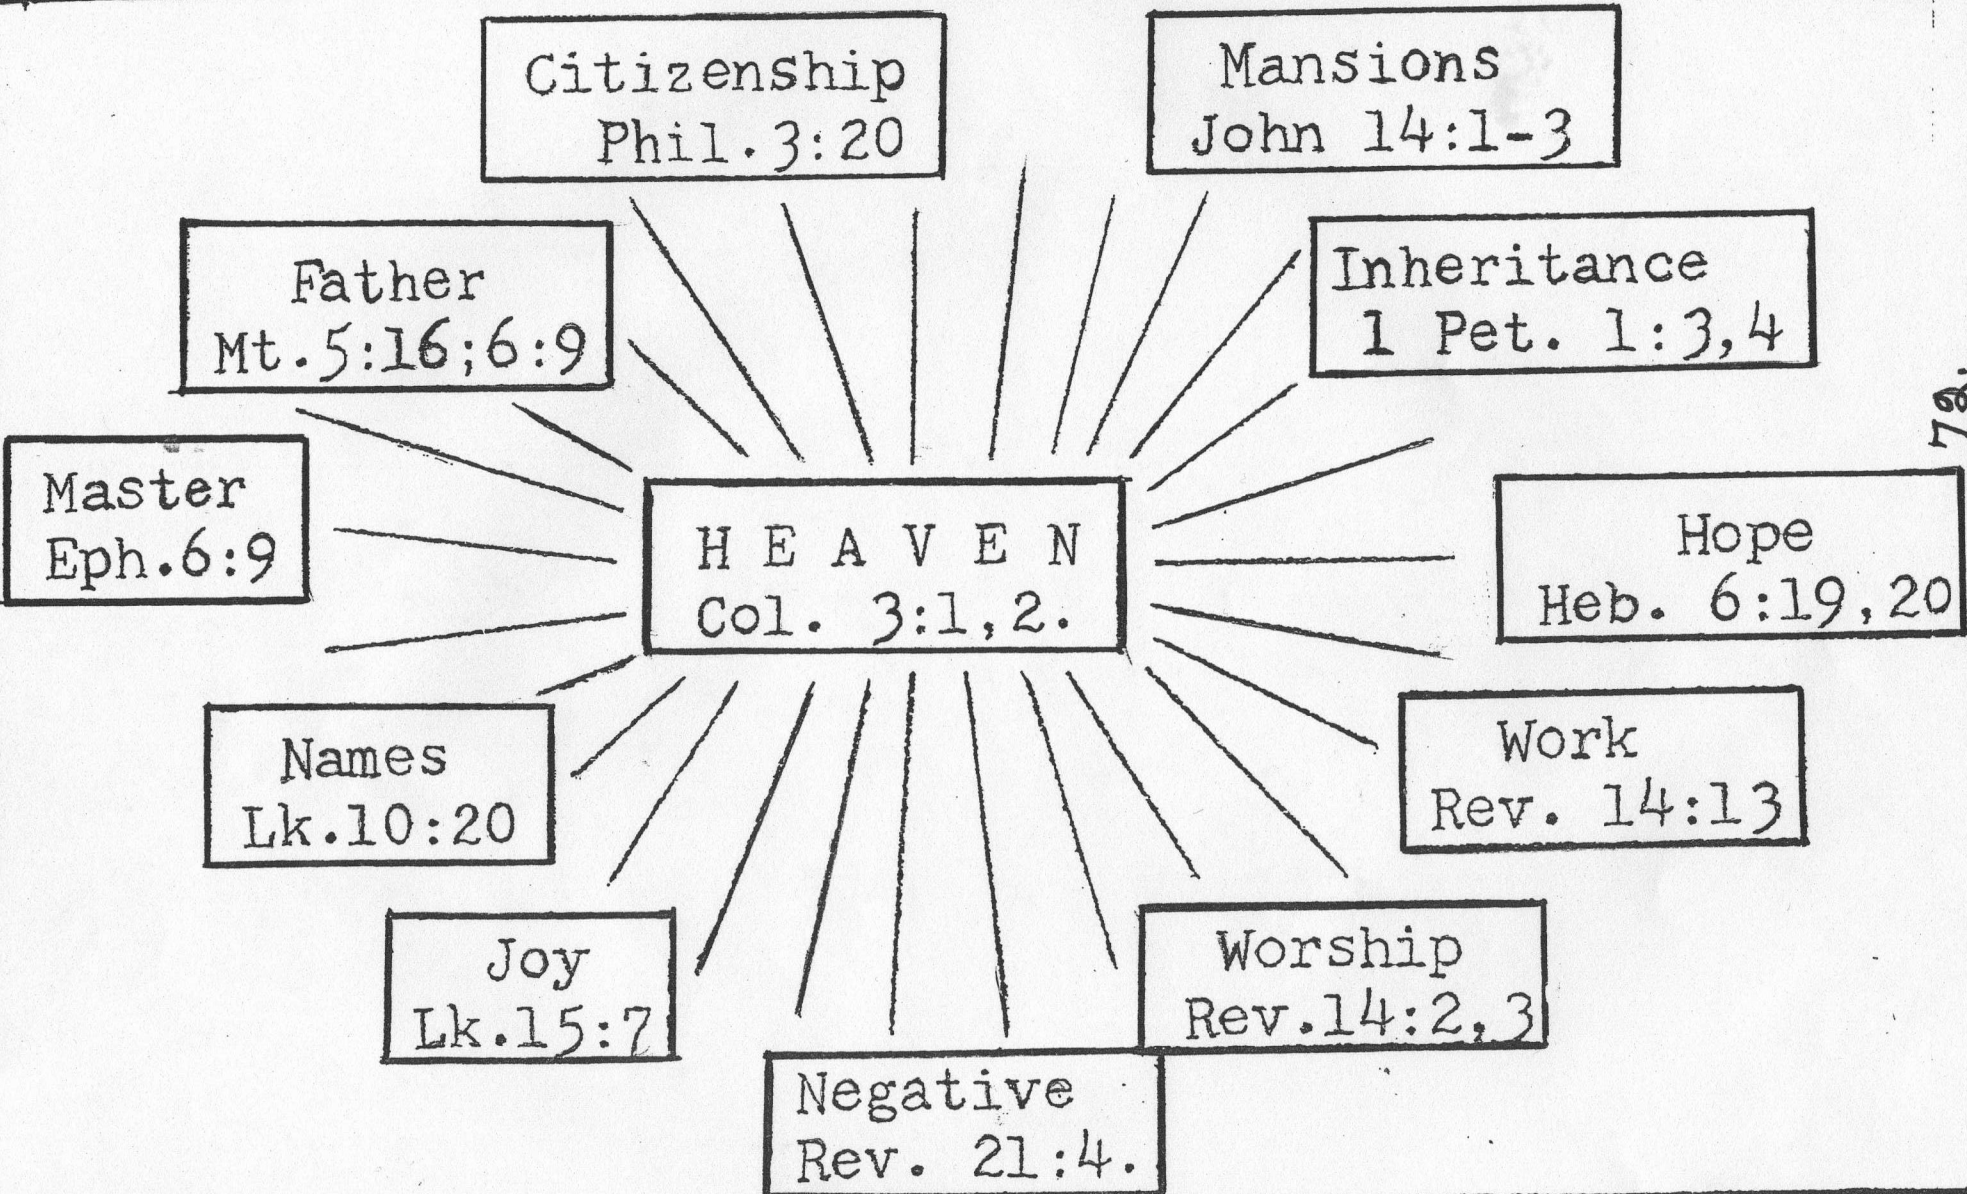 Citizenship
Phil.3:20
Mansions
John 14:1-3
Father
Mt.5:16;6:9
Inheritance
1 Pet. 1:3,4
Master
Eph.6:9
H E A V E N
Col. 3:1,2.
Hope
Heb. 6:19,20
Names
Lk.10:20
Work
Rev. 14:13
Joy
Lk.15:7
Worship
Rev.14:2,3
Negative
Rev. 21:4.